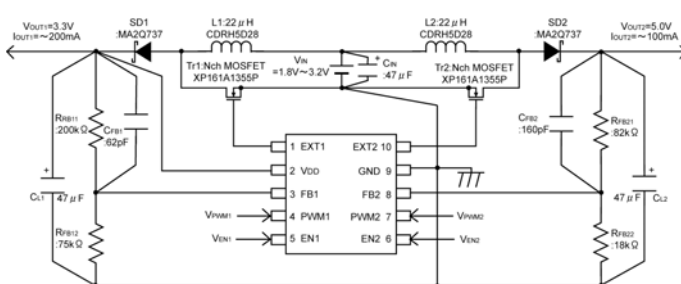 VOUT1=3.3V
IOUT1=~200mA
SD1
:MA2Q737
L1:22μH
CDRH5D28
L2:22μH
CDRH5D28
SD2
:MA2Q737
VOUT2=5.0V
IOUT2=~100mA
Tr1:Nch MOSFET
XP161A1355P
VIN
=1.8V~3.2V
+
CIN
:47μF
Tr2:Nch MOSFET
XP161A1355P
RRB11
:200kΩ
CFB1
:62pF
CFB2
:160pF
RFB21
:82kΩ
1 EXT1
EXT2 10
2 VDD
GND 9
3 FB1
FB2 8
4 PWM1
PWM2 7
5 EN1
EN2 6
VPWM1
VEN1
VPWM2
VEN2
+
CL1
47μF
RFB12
:75kΩ
RFB22
:18kΩ
+
47μF
CL2